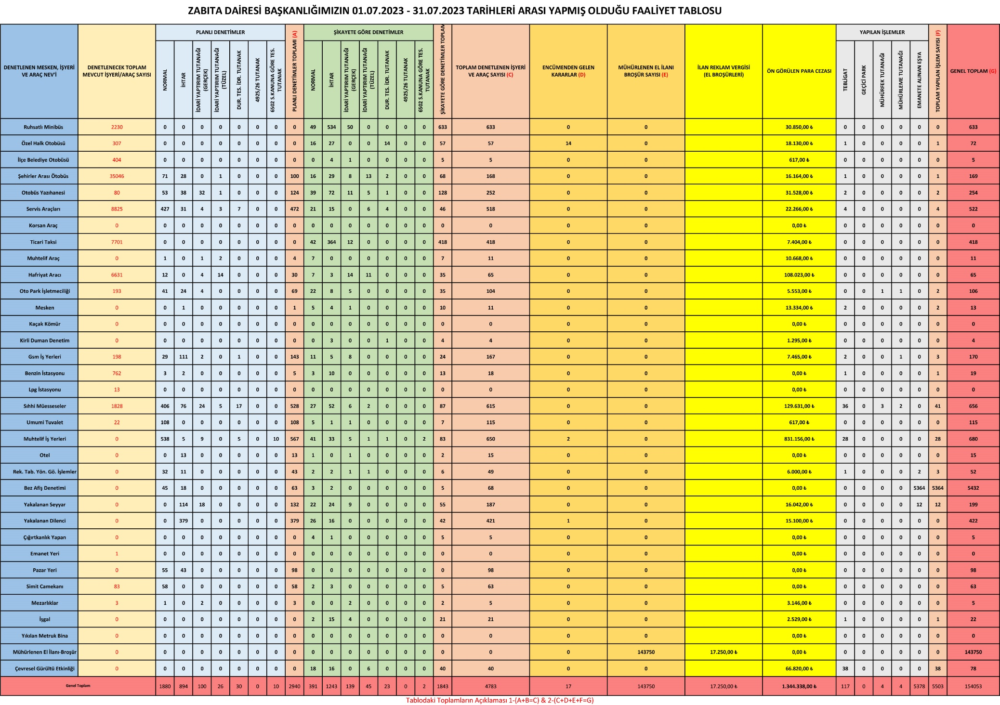 ZABITA DAİRESİ BAŞKANLIĞIMIZIN 01.07.2023 - 31.07.2023 TARİHLERİ ARASI YAPMIŞ OLDUĞU FAALİYET TABLOSU
DENETLENEN MESKEN, İŞYERİ VE ARAÇ NEV'İ
DENETLENECEK TOPLAM MEVCUT İŞYERİ/ARAÇ SAYISI
PLANLI DENETİMLER
NORMAL
İHTAR
İDARİ YAPTIRIM TUTANAĞI (GERÇEK)
İDARİ YAPTIRIM TUTANAĞI (TÜZEL)
DUR. TES. İDR. TUTANAK
4925/26 TUTANAK
6502 S.KANUNA GÖRE TES. TUTANAK
PLANLI DENETİMLER TOPLAMI (A)
ŞİKAYETE GÖRE DENETİMLER
NORMAL
İHTAR
İDARİ YAPTIRIM TUTANAĞI (GERÇEK)
İDARİ YAPTIRIM TUTANAĞI (TÜZEL)
DUR. TES. İDR. TUTANAK
4925/26 TUTANAK
6502 S.KANUNA GÖRE TES. TUTANAK
ŞİKAYETE GÖRE DENETİMLER TOPLAM
TOPLAM DENETLENEN İŞYERİ VE ARAÇ SAYISI (C)
ENCÜMENDEN GELEN KARARLAR (D)
MÜHÜRLENEN EL İLANI BROŞÜR SAYISI (E)
İLAN REKLAM VERGİSİ (EL BROŞÜRLERİ)
ÖN GÖRÜLEN PARA CEZASI
YAPILAN İŞLEMLER
TEBLİGAT
GEÇİCİ PARK
MÜHÜRFEK TUTANAĞI
MÜHÜRLEME TUTANAĞI
EMANETE ALINAN EŞYA
TOPLAM YAPILAN İŞLEM SAYISI (F)
GENEL TOPLAM (G)
Ruhsatlı Minibüs 2230 0 0 0 0 0 0 0 0 49 534 50 0 0 0 0 633 633 0 0 30.850,00 ₺ 0 0 0 0 0 0 633
Özel Halk Otobüsü 307 0 0 0 0 0 0 0 0 16 27 0 0 14 0 0 57 57 14 0 18.130,00 ₺ 1 0 0 0 0 1 72
İlçe Belediye Otobüsü 404 0 0 0 0 0 0 0 0 0 4 1 0 0 0 0 5 5 0 0 617,00 ₺ 0 0 0 0 0 0 5
Şehirler Arası Ötobüs 35046 71 28 0 1 0 0 0 100 16 29 8 13 2 0 0 68 168 0 0 16.164,00 ₺ 1 0 0 0 0 1 169
Otobüs Yazıhanesi 80 53 38 32 1 0 0 0 124 39 72 11 5 1 0 0 128 252 0 0 31.528,00 ₺ 2 0 0 0 0 2 254
Servis Araçları 8825 427 31 4 3 7 0 0 472 21 15 0 6 4 0 0 46 518 0 0 22.266,00 ₺ 4 0 0 0 0 4 522
Korsan Araç 0 0 0 0 0 0 0 0 0 0 0 0 0 0 0 0 0 0 0 0 0,00 ₺ 0 0 0 0 0 0 0
Ticari Taksi 7701 0 0 0 0 0 0 0 0 42 364 12 0 0 0 0 418 418 0 0 7.404,00 ₺ 0 0 0 0 0 0 418
Muhtelif Araç 0 1 0 1 2 0 0 0 4 7 0 0 0 0 0 0 7 11 0 0 10.668,00 ₺ 0 0 0 0 0 0 11
Hafriyat Aracı 6631 12 0 4 14 0 0 0 30 7 3 14 11 0 0 0 35 65 0 0 108.023,00 ₺ 0 0 0 0 0 0 65
Oto Park İşletmeciliği 193 41 24 4 0 0 0 0 69 22 8 5 0 0 0 0 35 104 0 0 5.553,00 ₺ 0 0 1 1 0 2 106
Mesken 0 0 1 0 0 0 0 0 1 5 4 1 0 0 0 0 10 11 0 0 13.334,00 ₺ 2 0 0 0 0 2 13
Kaçak Kömür 0 0 0 0 0 0 0 0 0 0 0 0 0 0 0 0 0 0 0 0 0,00 ₺ 0 0 0 0 0 0 0
Kirli Duman Denetim 0 0 0 0 0 0 0 0 0 0 3 0 0 1 0 0 4 4 0 0 1.295,00 ₺ 0 0 0 0 0 0 4
Gsm İş Yerleri 198 29 111 2 0 1 0 0 143 11 5 8 0 0 0 0 24 167 0 0 7.465,00 ₺ 2 0 0 1 0 3 170
Benzin İstasyonu 762 3 2 0 0 0 0 0 5 3 10 0 0 0 0 0 13 18 0 0 0,00 ₺ 1 0 0 0 0 1 19
Lpg İstasyonu 13 0 0 0 0 0 0 0 0 0 0 0 0 0 0 0 0 0 0 0 0,00 ₺ 0 0 0 0 0 0 0
Sıhhi Müesseseler 1828 406 76 24 5 17 0 0 528 27 52 6 2 0 0 0 87 615 0 0 129.631,00 ₺ 36 0 3 2 0 41 656
Umumi Tuvalet 22 108 0 0 0 0 0 0 108 5 1 1 0 0 0 0 7 115 0 0 617,00 ₺ 0 0 0 0 0 0 115
Muhtelif İş Yerleri 0 538 5 9 0 5 0 10 567 41 33 5 1 1 0 2 83 650 2 0 831.156,00 ₺ 28 0 0 0 0 28 680
Otel 0 0 13 0 0 0 0 0 13 1 0 1 0 0 0 0 2 15 0 0 0,00 ₺ 0 0 0 0 0 0 15
Rek. Tab. Yön. Gö. İşlemler 0 32 11 0 0 0 0 0 43 2 2 1 1 0 0 0 6 49 0 0 6.000,00 ₺ 1 0 0 0 2 3 52
Bez Afiş Denetimi 0 45 18 0 0 0 0 0 63 3 2 0 0 0 0 0 5 68 0 0 0,00 ₺ 0 0 0 0 5364 5364 5432
Yakalanan Seyyar 0 0 114 18 0 0 0 0 132 22 24 9 0 0 0 0 55 187 0 0 16.042,00 ₺ 0 0 0 0 12 12 199
Yakalanan Dilenci 0 0 379 0 0 0 0 0 379 26 16 0 0 0 0 0 42 421 1 0 15.100,00 ₺ 0 0 0 0 0 0 422
Çığırtkanlık Yapan 0 0 0 0 0 0 0 0 0 4 1 0 0 0 0 0 5 5 0 0 0,00 ₺ 0 0 0 0 0 0 5
Emanet Yeri 1 0 0 0 0 0 0 0 0 0 0 0 0 0 0 0 0 0 0 0 0,00 ₺ 0 0 0 0 0 0 0
Pazar Yeri 0 55 43 0 0 0 0 0 98 0 0 0 0 0 0 0 0 98 0 0 0,00 ₺ 0 0 0 0 0 0 98
Simit Camekanı 83 58 0 0 0 0 0 0 58 2 3 0 0 0 0 0 5 63 0 0 0,00 ₺ 0 0 0 0 0 0 63
Mezarlıklar 3 1 0 2 0 0 0 0 3 0 0 2 0 0 0 0 2 5 0 0 3.146,00 ₺ 0 0 0 0 0 0 5
İşgal 0 0 0 0 0 0 0 0 0 2 15 4 0 0 0 0 21 21 0 0 2.529,00 ₺ 1 0 0 0 0 1 22
Yıkılan Metruk Bina 0 0 0 0 0 0 0 0 0 0 0 0 0 0 0 0 0 0 0 0 0,00 ₺ 0 0 0 0 0 0 0
Mühürlenen El İlanı-Broşür 0 0 0 0 0 0 0 0 0 0 0 0 0 0 0 0 0 0 0 143750 17.250,00 ₺ 0,00 ₺ 0 0 0 0 0 0 143750
Çevresel Gürültü Etkinliği 0 0 0 0 0 0 0 0 0 18 16 0 6 0 0 0 40 40 0 0 66.820,00 ₺ 38 0 0 0 0 38 78
Genel Toplam 1880 894 100 26 30 0 10 2940 391 1243 139 45 23 0 2 1843 4783 17 143750 17.250,00 ₺ 1.344.338,00 ₺ 117 0 4 4 5378 5503 154053
Tablodaki Toplamların Açıklaması 1-(A+B=C) & 2-(C+D+E+F=G)